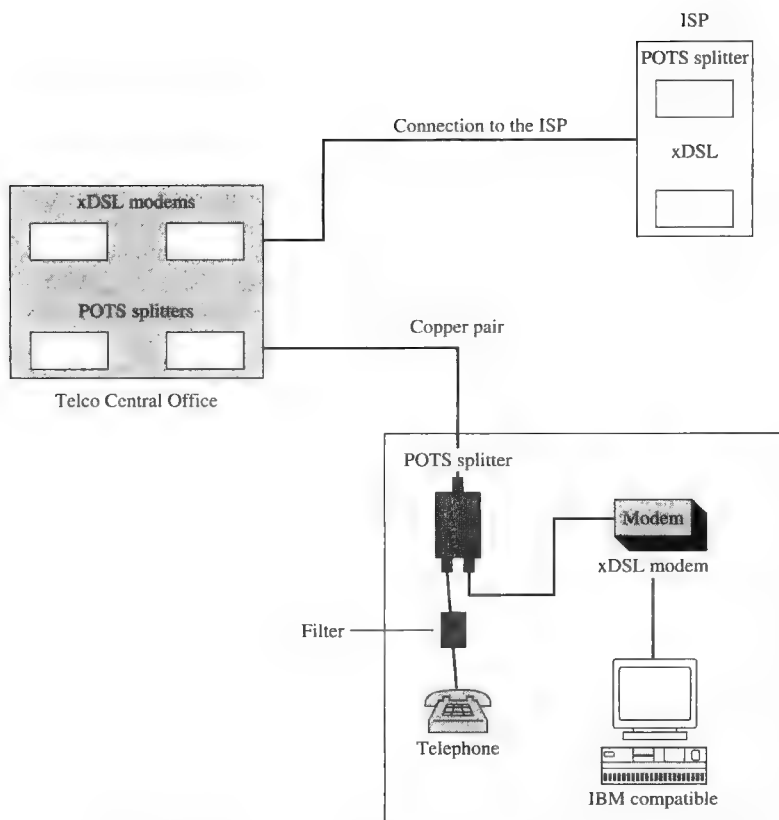 ISP
POTS splitter
Connection to the ISP
xDSL
xDSL modems
POTS splitters
Copper pair
Telco Central Office
POTS splitter
Modem
xDSL modem
Filter
Telephone
IBM compatible